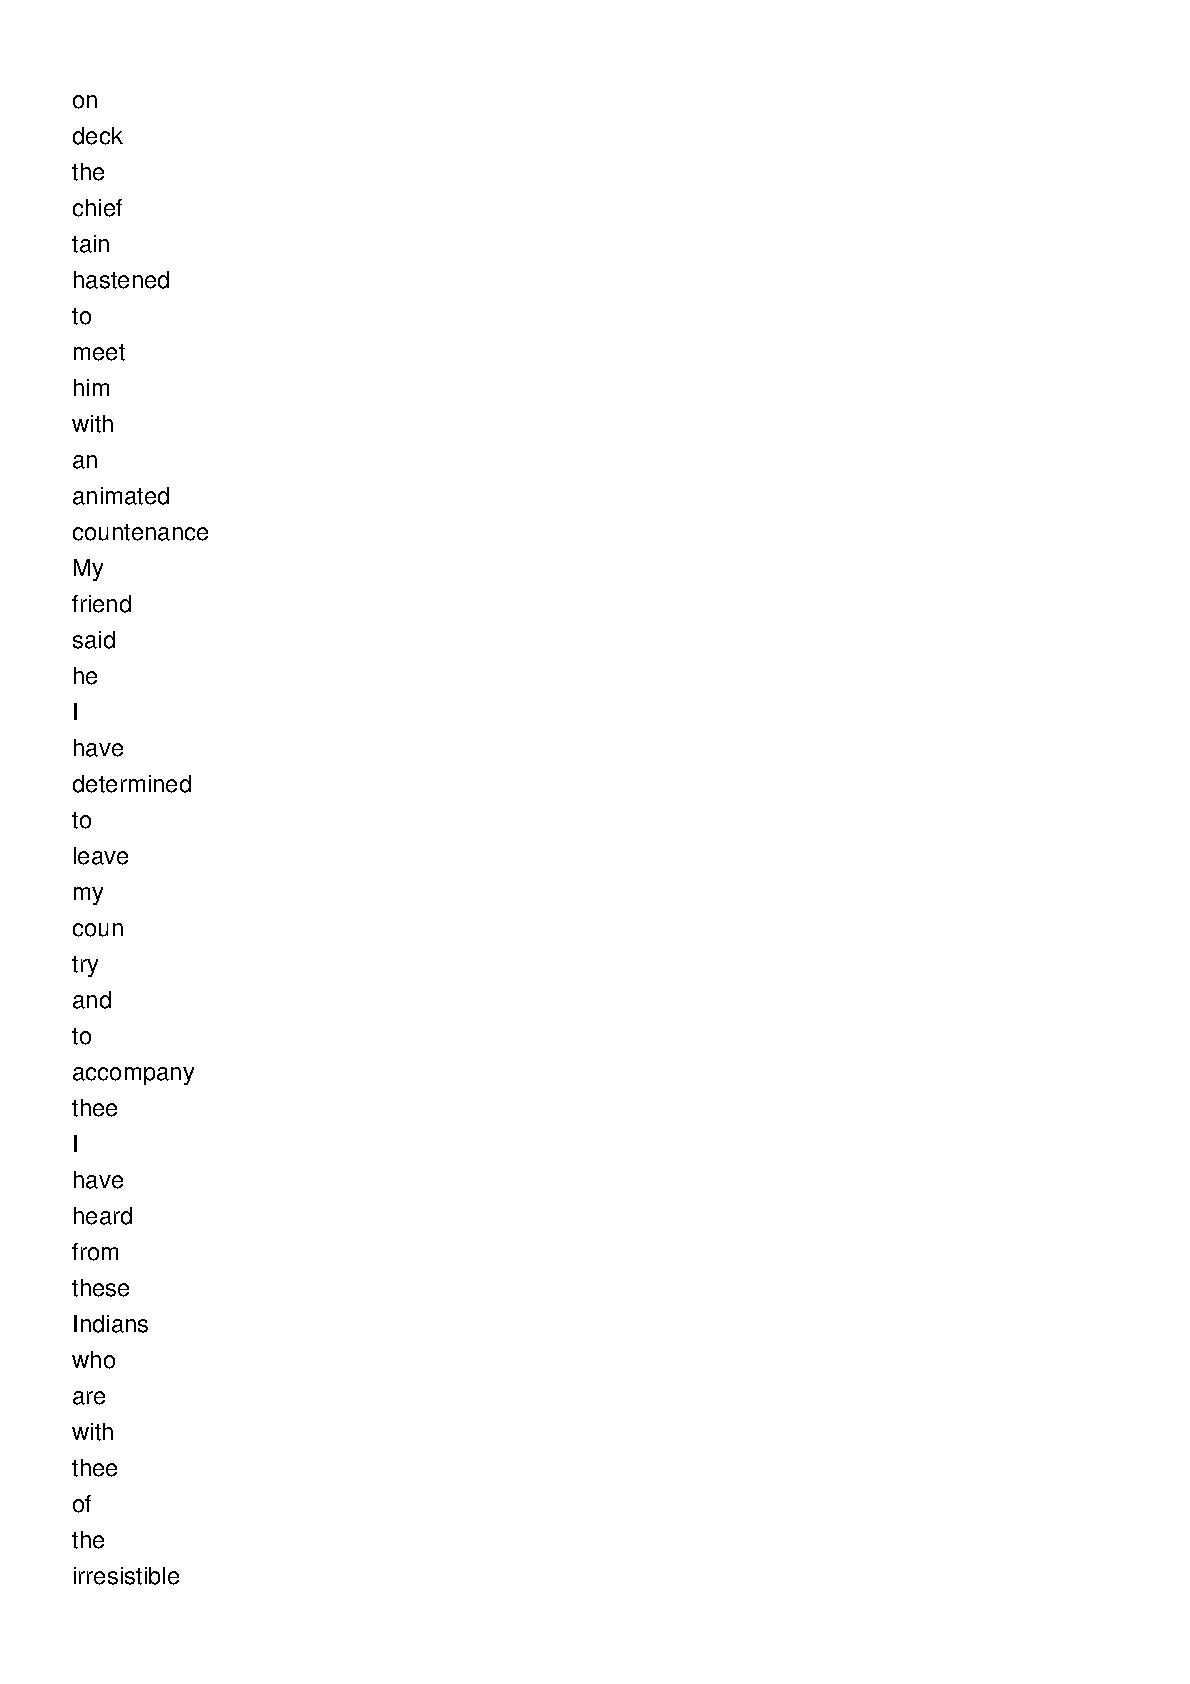 on
deck
the
chief
tain
hastened
to
meet
him
with
an
animated
countenance
My
friend
said
he
I
have
determined
to
leave
my
coun
try
and
to
accompany
thee
I
have
heard
from
these
Indians
who
are
with
thee
of
the
irresistible